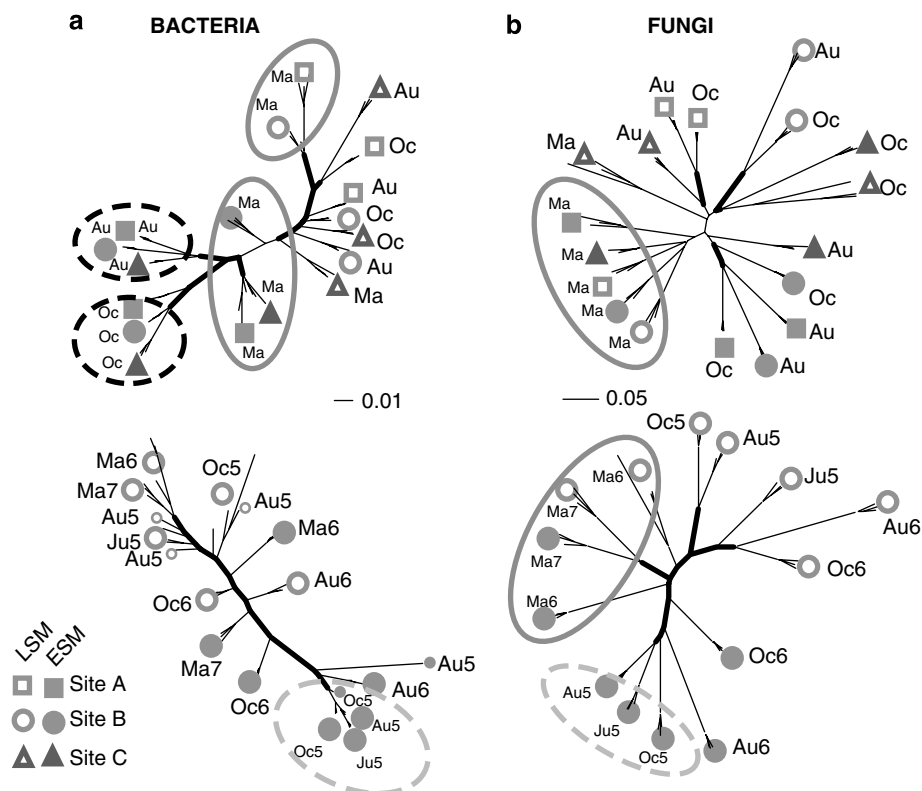 a BACTERIA
b FUNGI
Ma
Ma
Au
Oc
Au
Oc
Oc
Au
Ma
Ma
Ma
Ma
Au Au
Au
Oc
Oc
Oc
0.01
Au
Au
Oc
Oc
Au
Ma
Oc
Oc
Ma
Ma
Ma
Ma
Ma
Au
Oc
Au
Au
Oc
0.05
Ma6
Ma7
Au5
Ju5
Au5
Oc5
Au5
Ma6
Oc6
Au6
Ma7
Oc6
Au5
Au6
Oc5
Au5
Oc5
Ju5
Oc5
Au5
Ju5
Au6
Oc6
Ma6
Ma7
Ma7
Ma6
Oc6
Au5
Ju5
Oc5
Au6
LSM
ESM
Site A
Site B
Site C